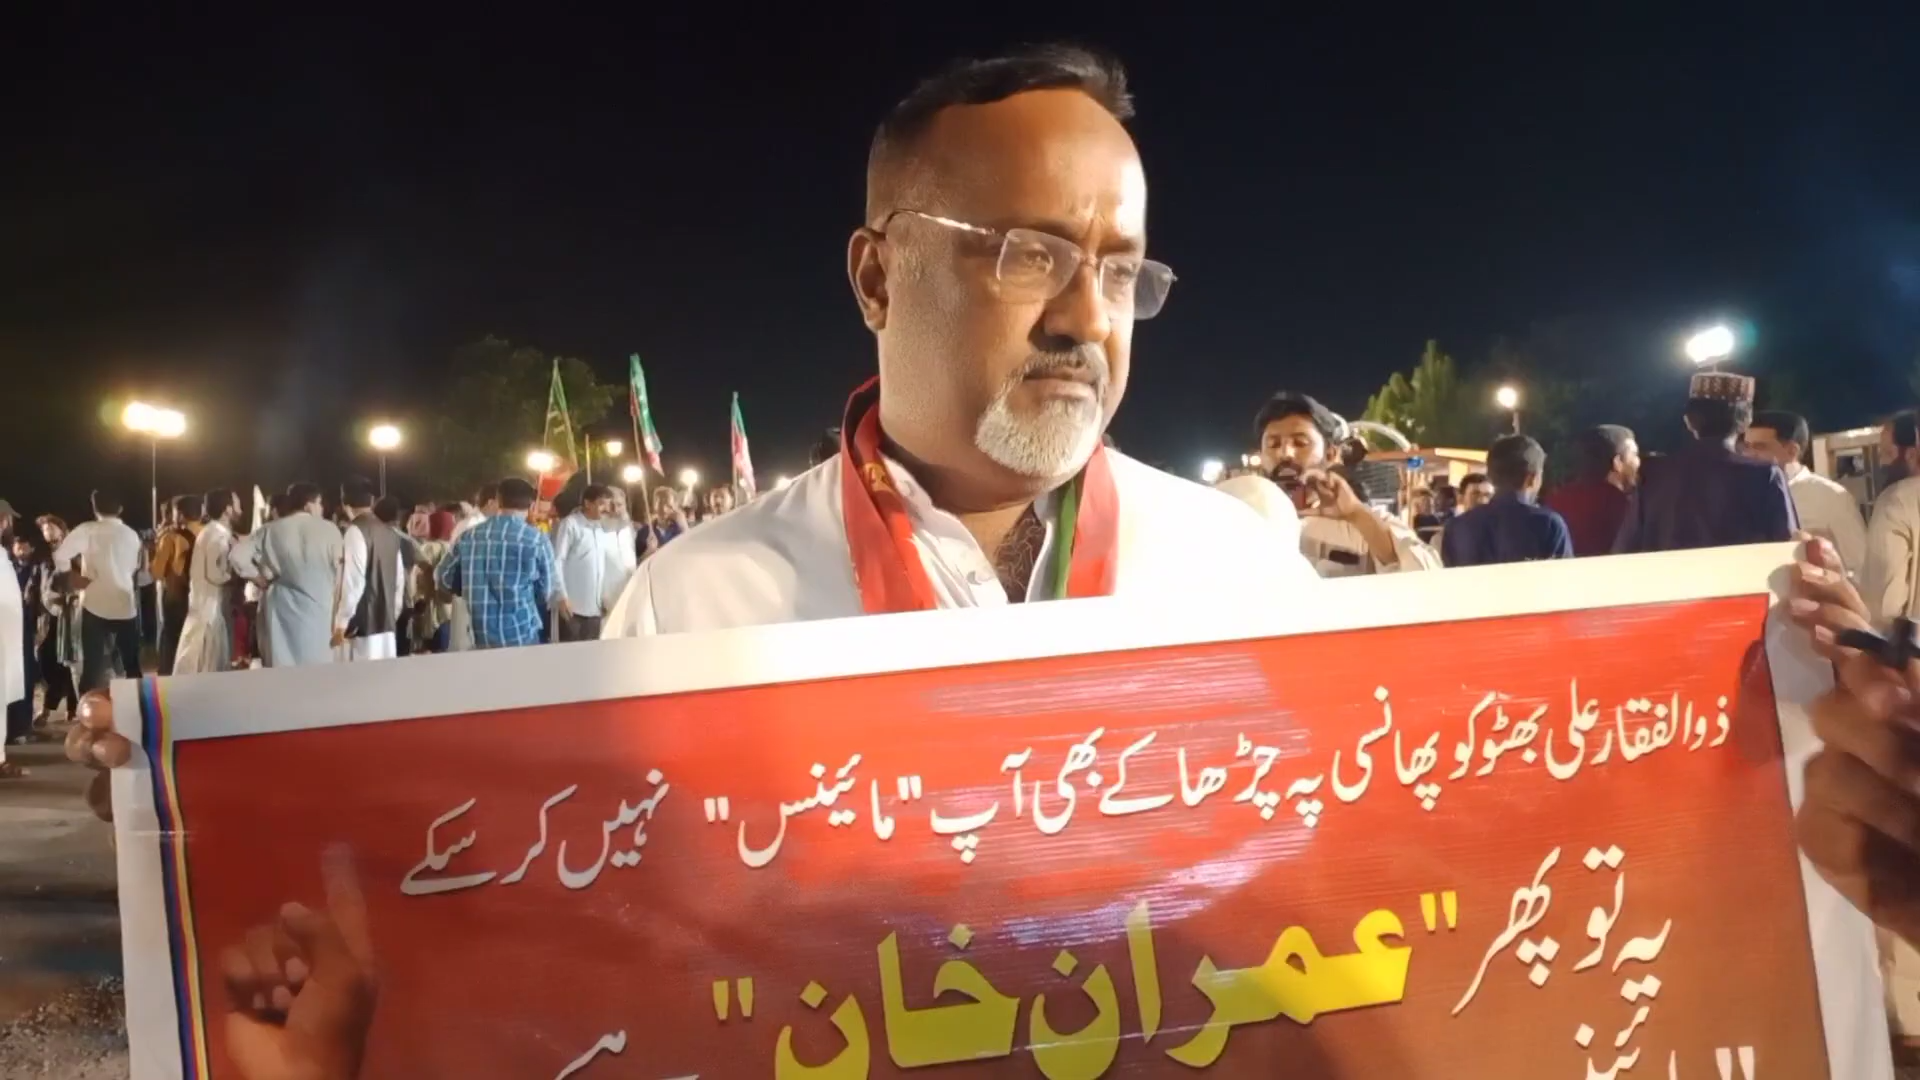 ذوالفقار علی بھٹو کو پھانسی پہ چڑھا کے بھی آپ "مائینس" نہیں کر سکے
یہ تو پھر "عمران خان" ہے